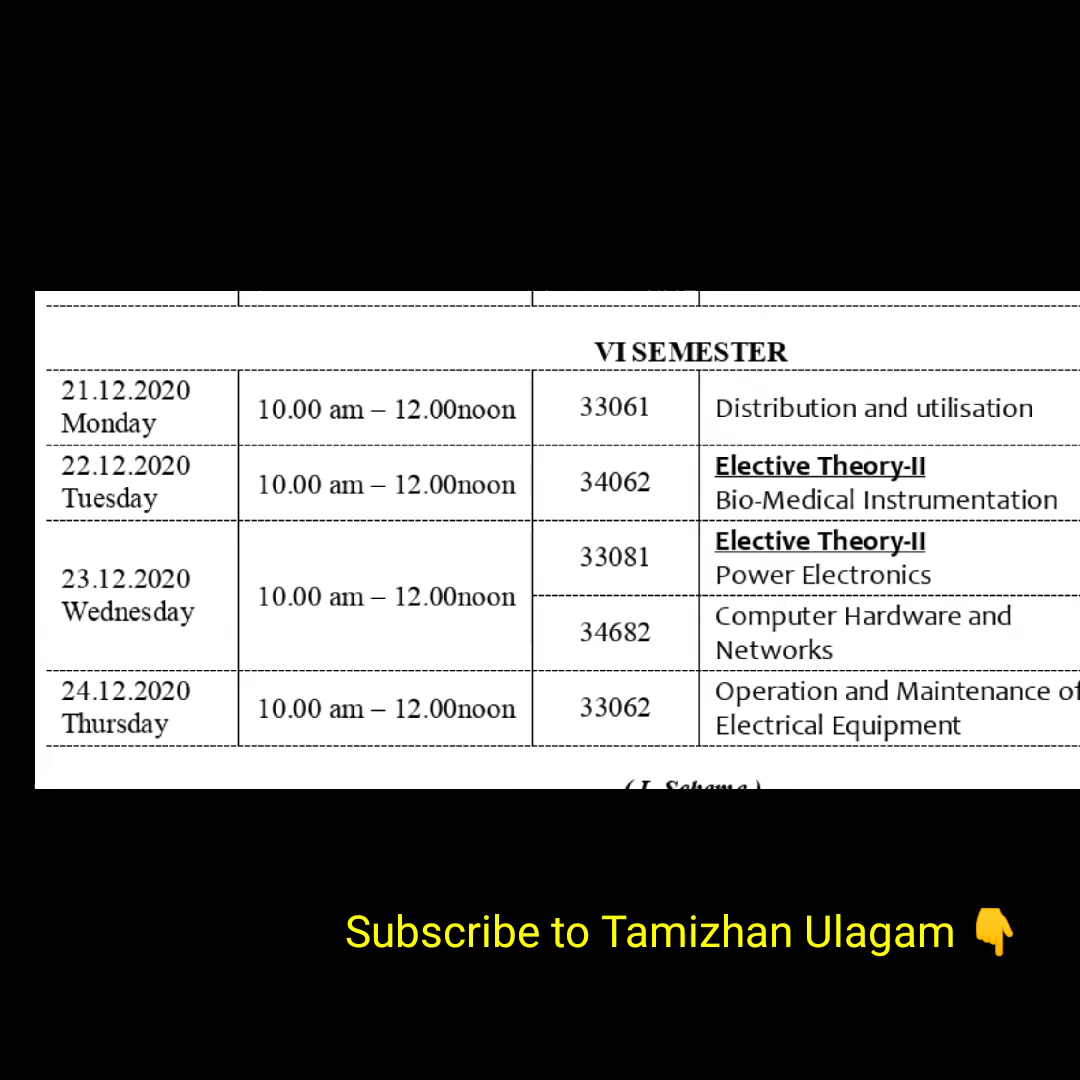 VI SEMESTER
21.12.2020
Monday
10.00 am – 12.00noon
33061
Distribution and utilisation
22.12.2020
Tuesday
10.00 am – 12.00noon
34062
Elective Theory-II
Bio-Medical Instrumentation
23.12.2020
Wednesday
10.00 am – 12.00noon
33081
Elective Theory-II
Power Electronics
34682
Computer Hardware and
Networks
24.12.2020
Thursday
10.00 am – 12.00noon
33062
Operation and Maintenance of
Electrical Equipment
Subscribe to Tamizhan Ulagam 👇